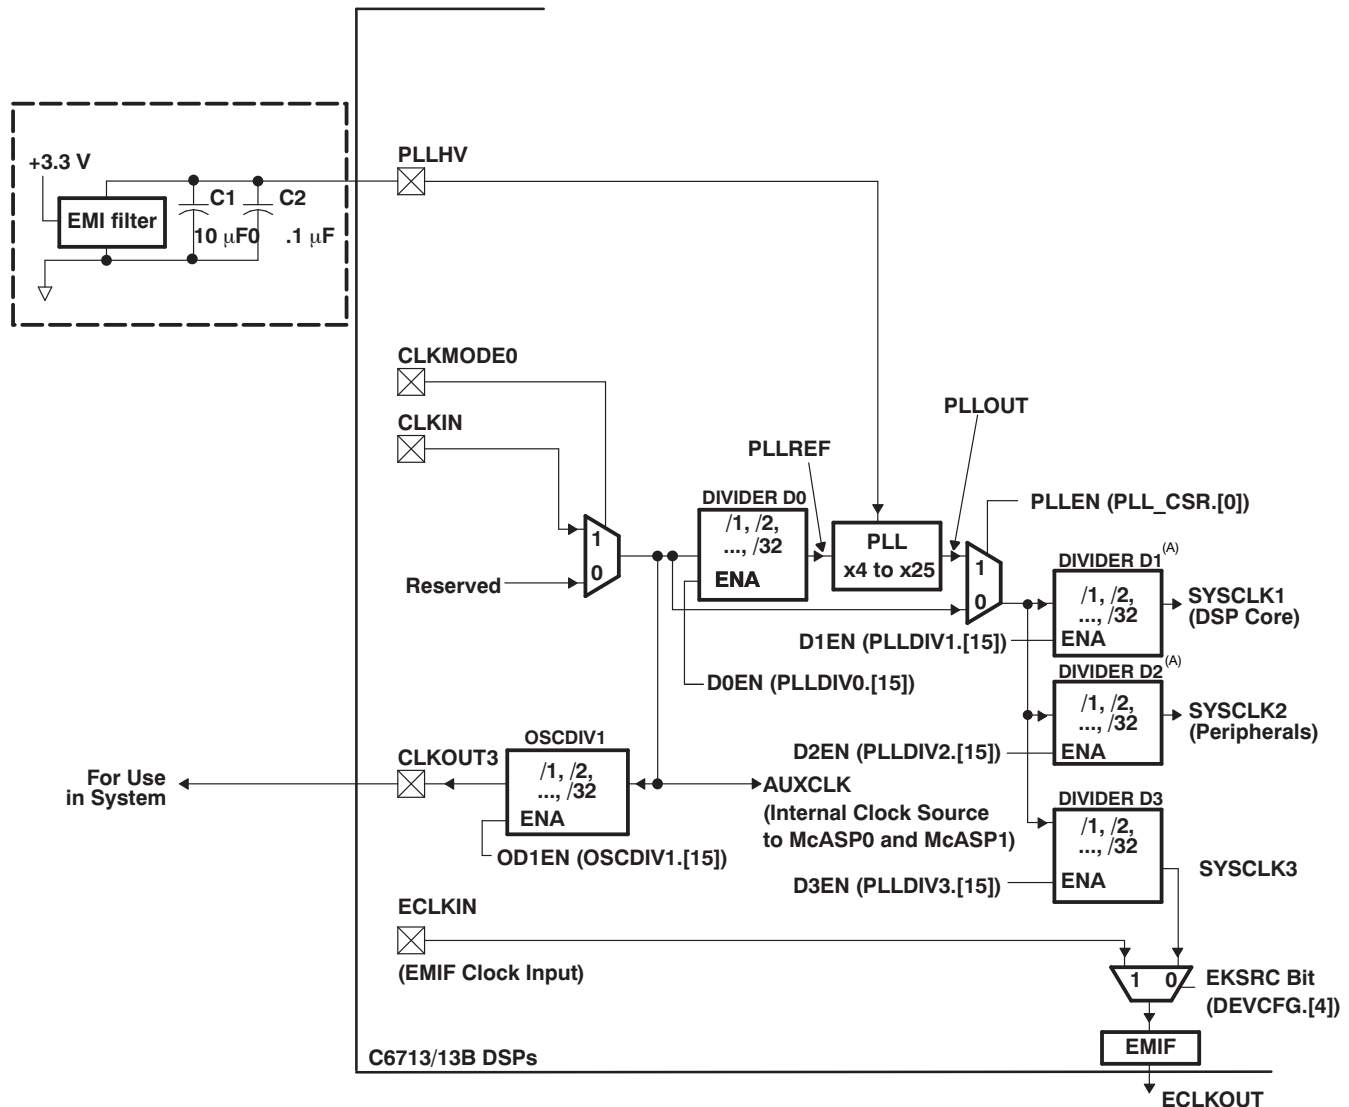 +3.3 V
EMI filter
C1
C2
10 μF0
.1 μF
PLLHV
CLKMODE0
CLKIN
Reserved
1
0
PLLREF
PLLOUT
DIVIDER D0
/1, /2,
..., /32
ENA
D0EN (PLLDIV0.[15])
PLL
x4 to x25
PLLEN (PLL_CSR.[0])
1
0
DIVIDER D1(A)
/1, /2,
..., /32
ENA
D1EN (PLLDIV1.[15])
SYSCLK1
(DSP Core)
DIVIDER D2(A)
/1, /2,
..., /32
ENA
D2EN (PLLDIV2.[15])
SYSCLK2
(Peripherals)
DIVIDER D3
/1, /2,
..., /32
ENA
D3EN (PLLDIV3.[15])
SYSCLK3
For Use
in System
CLKOUT3
OSCDIV1
/1, /2,
..., /32
ENA
OD1EN (OSCDIV1.[15])
AUXCLK
(Internal Clock Source
to McASP0 and McASP1)
ECLKIN
(EMIF Clock Input)
1 0
EKSRC Bit
(DEVCFG.[4])
EMIF
C6713/13B DSPs
ECLKOUT